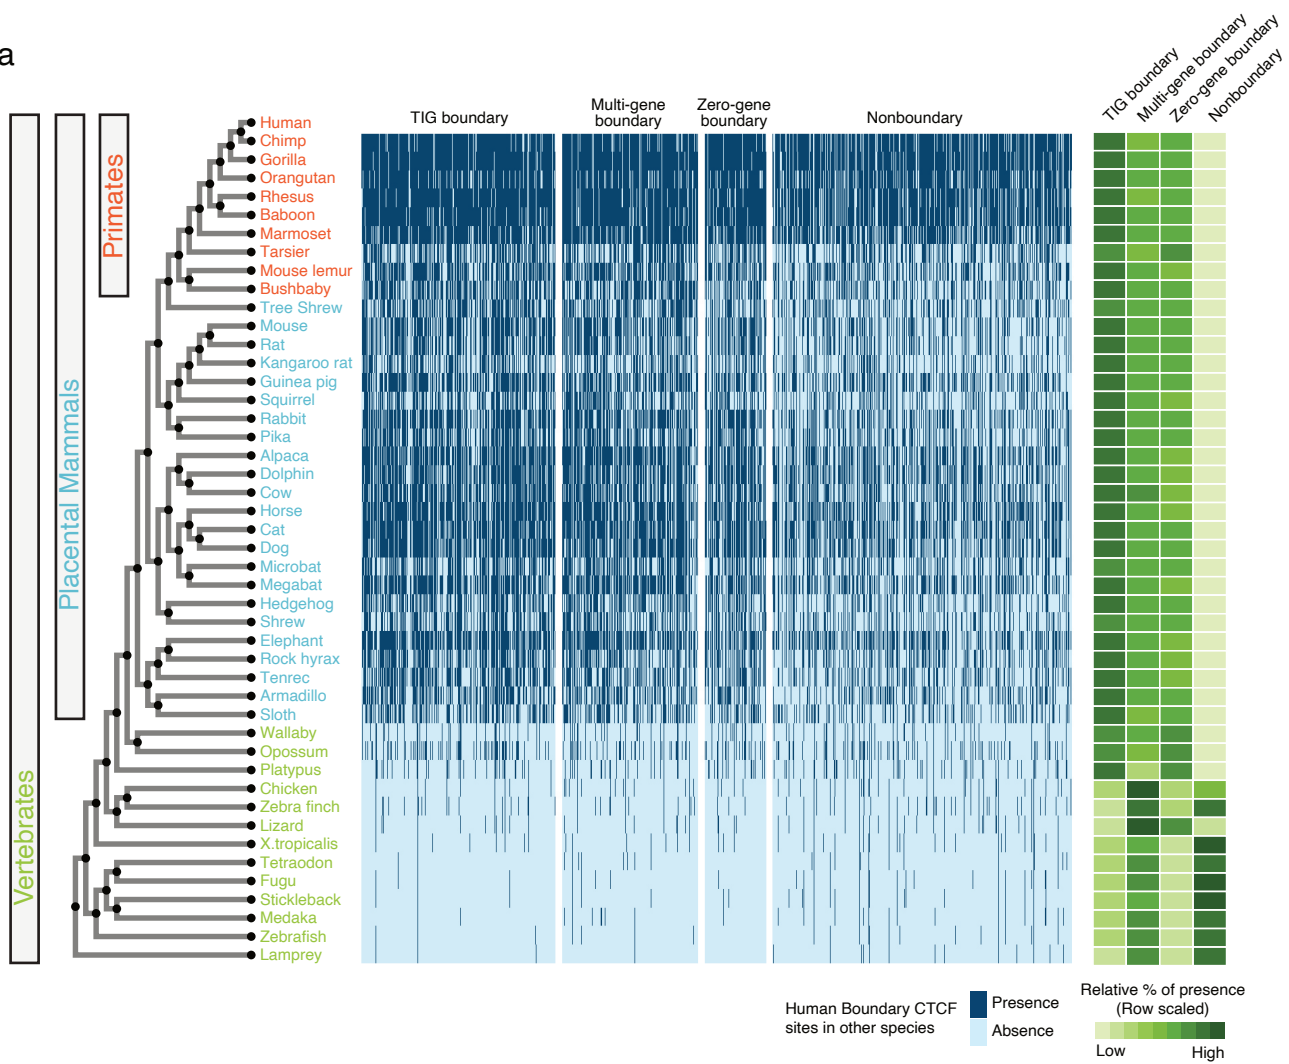 a
TIG boundary
Multi-gene boundary
Zero-gene boundary
Nonboundary
TIG boundary
Multi-gene
boundary
Zero-gene
boundary
Nonboundary
Vertebrates
Placental Mammals
Primates
Human
Chimp
Gorilla
Orangutan
Rhesus
Baboon
Marmoset
Tarsier
Mouse lemur
Bushbaby
Tree Shrew
Mouse
Rat
Kangaroo rat
Guinea pig
Squirrel
Rabbit
Pika
Alpaca
Dolphin
Cow
Horse
Cat
Dog
Microbat
Megabat
Hedgehog
Shrew
Elephant
Rock hyrax
Tenrec
Armadillo
Sloth
Wallaby
Opossum
Platypus
Chicken
Zebra finch
Lizard
X.tropicalis
Tetraodon
Fugu
Stickleback
Medaka
Zebrafish
Lamprey
Human Boundary CTCF
sites in other species
Presence
Absence
Relative % of presence
(Row scaled)
Low
High